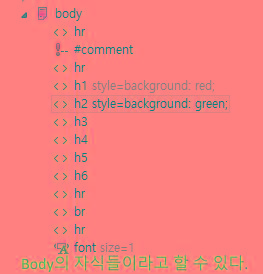 body
hr
#comment
hr
h1 style=background: red;
h2 style=background: green;
h3
h4
h5
h6
hr
br
hr
font size=1
Body의 자식들이라고 할 수 있다.